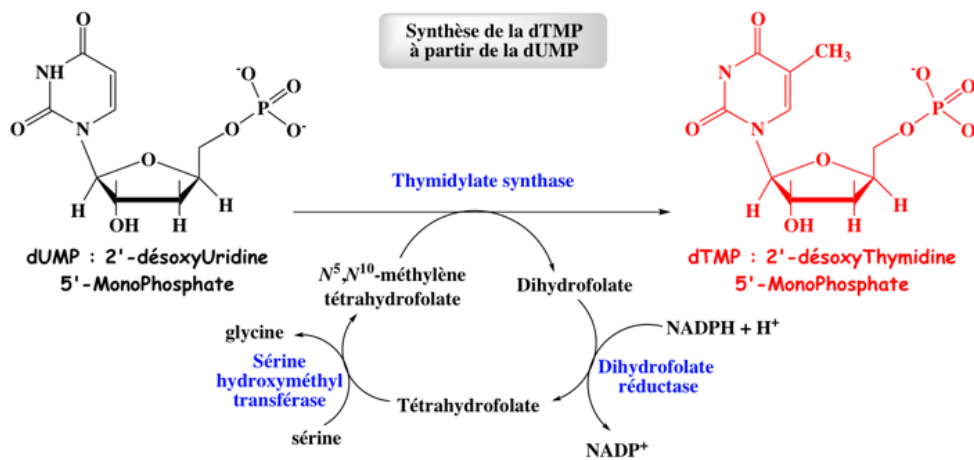 Synthèse de la dTMP
à partir de la dUMP
O
NH
O
N
O
-O
P
O
O
O-
H
H
H
OH
dUMP : 2'-désoxyUridine
5'-MonoPhosphate
Thymidylate synthase
O
CH3
NH
O
N
O
-O
P
O
O
O-
H
H
H
OH
dTMP : 2'-désoxyThymidine
5'-MonoPhosphate
N5,N10-méthylène
tétrahydrofolate
Dihydrofolate
glycine
NADPH + H+
Sérine
hydroxyméthyl
transférase
Dihydrofolate
réductase
Tétrahydrofolate
sérine
NADP+